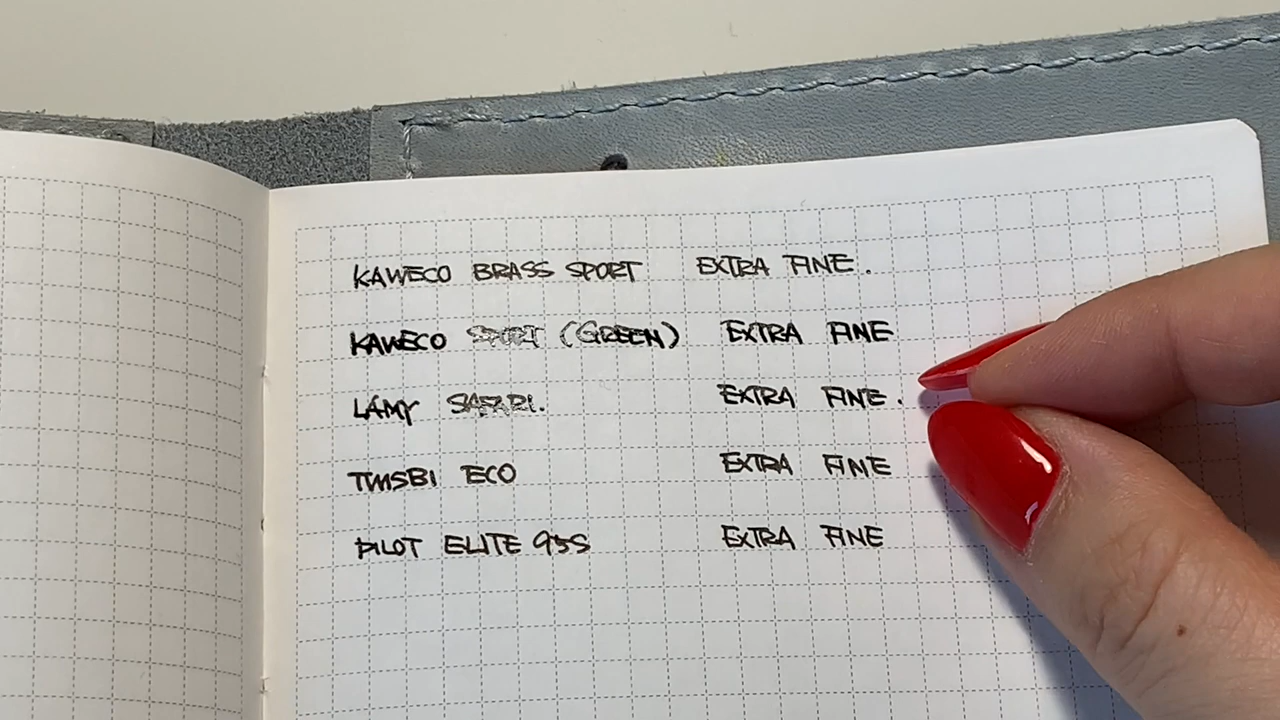 KAWECO BRASS SPORT EXTRA FINE.
KAWECO SPORT (GREEN) EXTRA FINE
LAMY SAFARI. EXTRA FINE.
TWSBI ECO EXTRA FINE
PILOT ELITE 95S EXTRA FINE